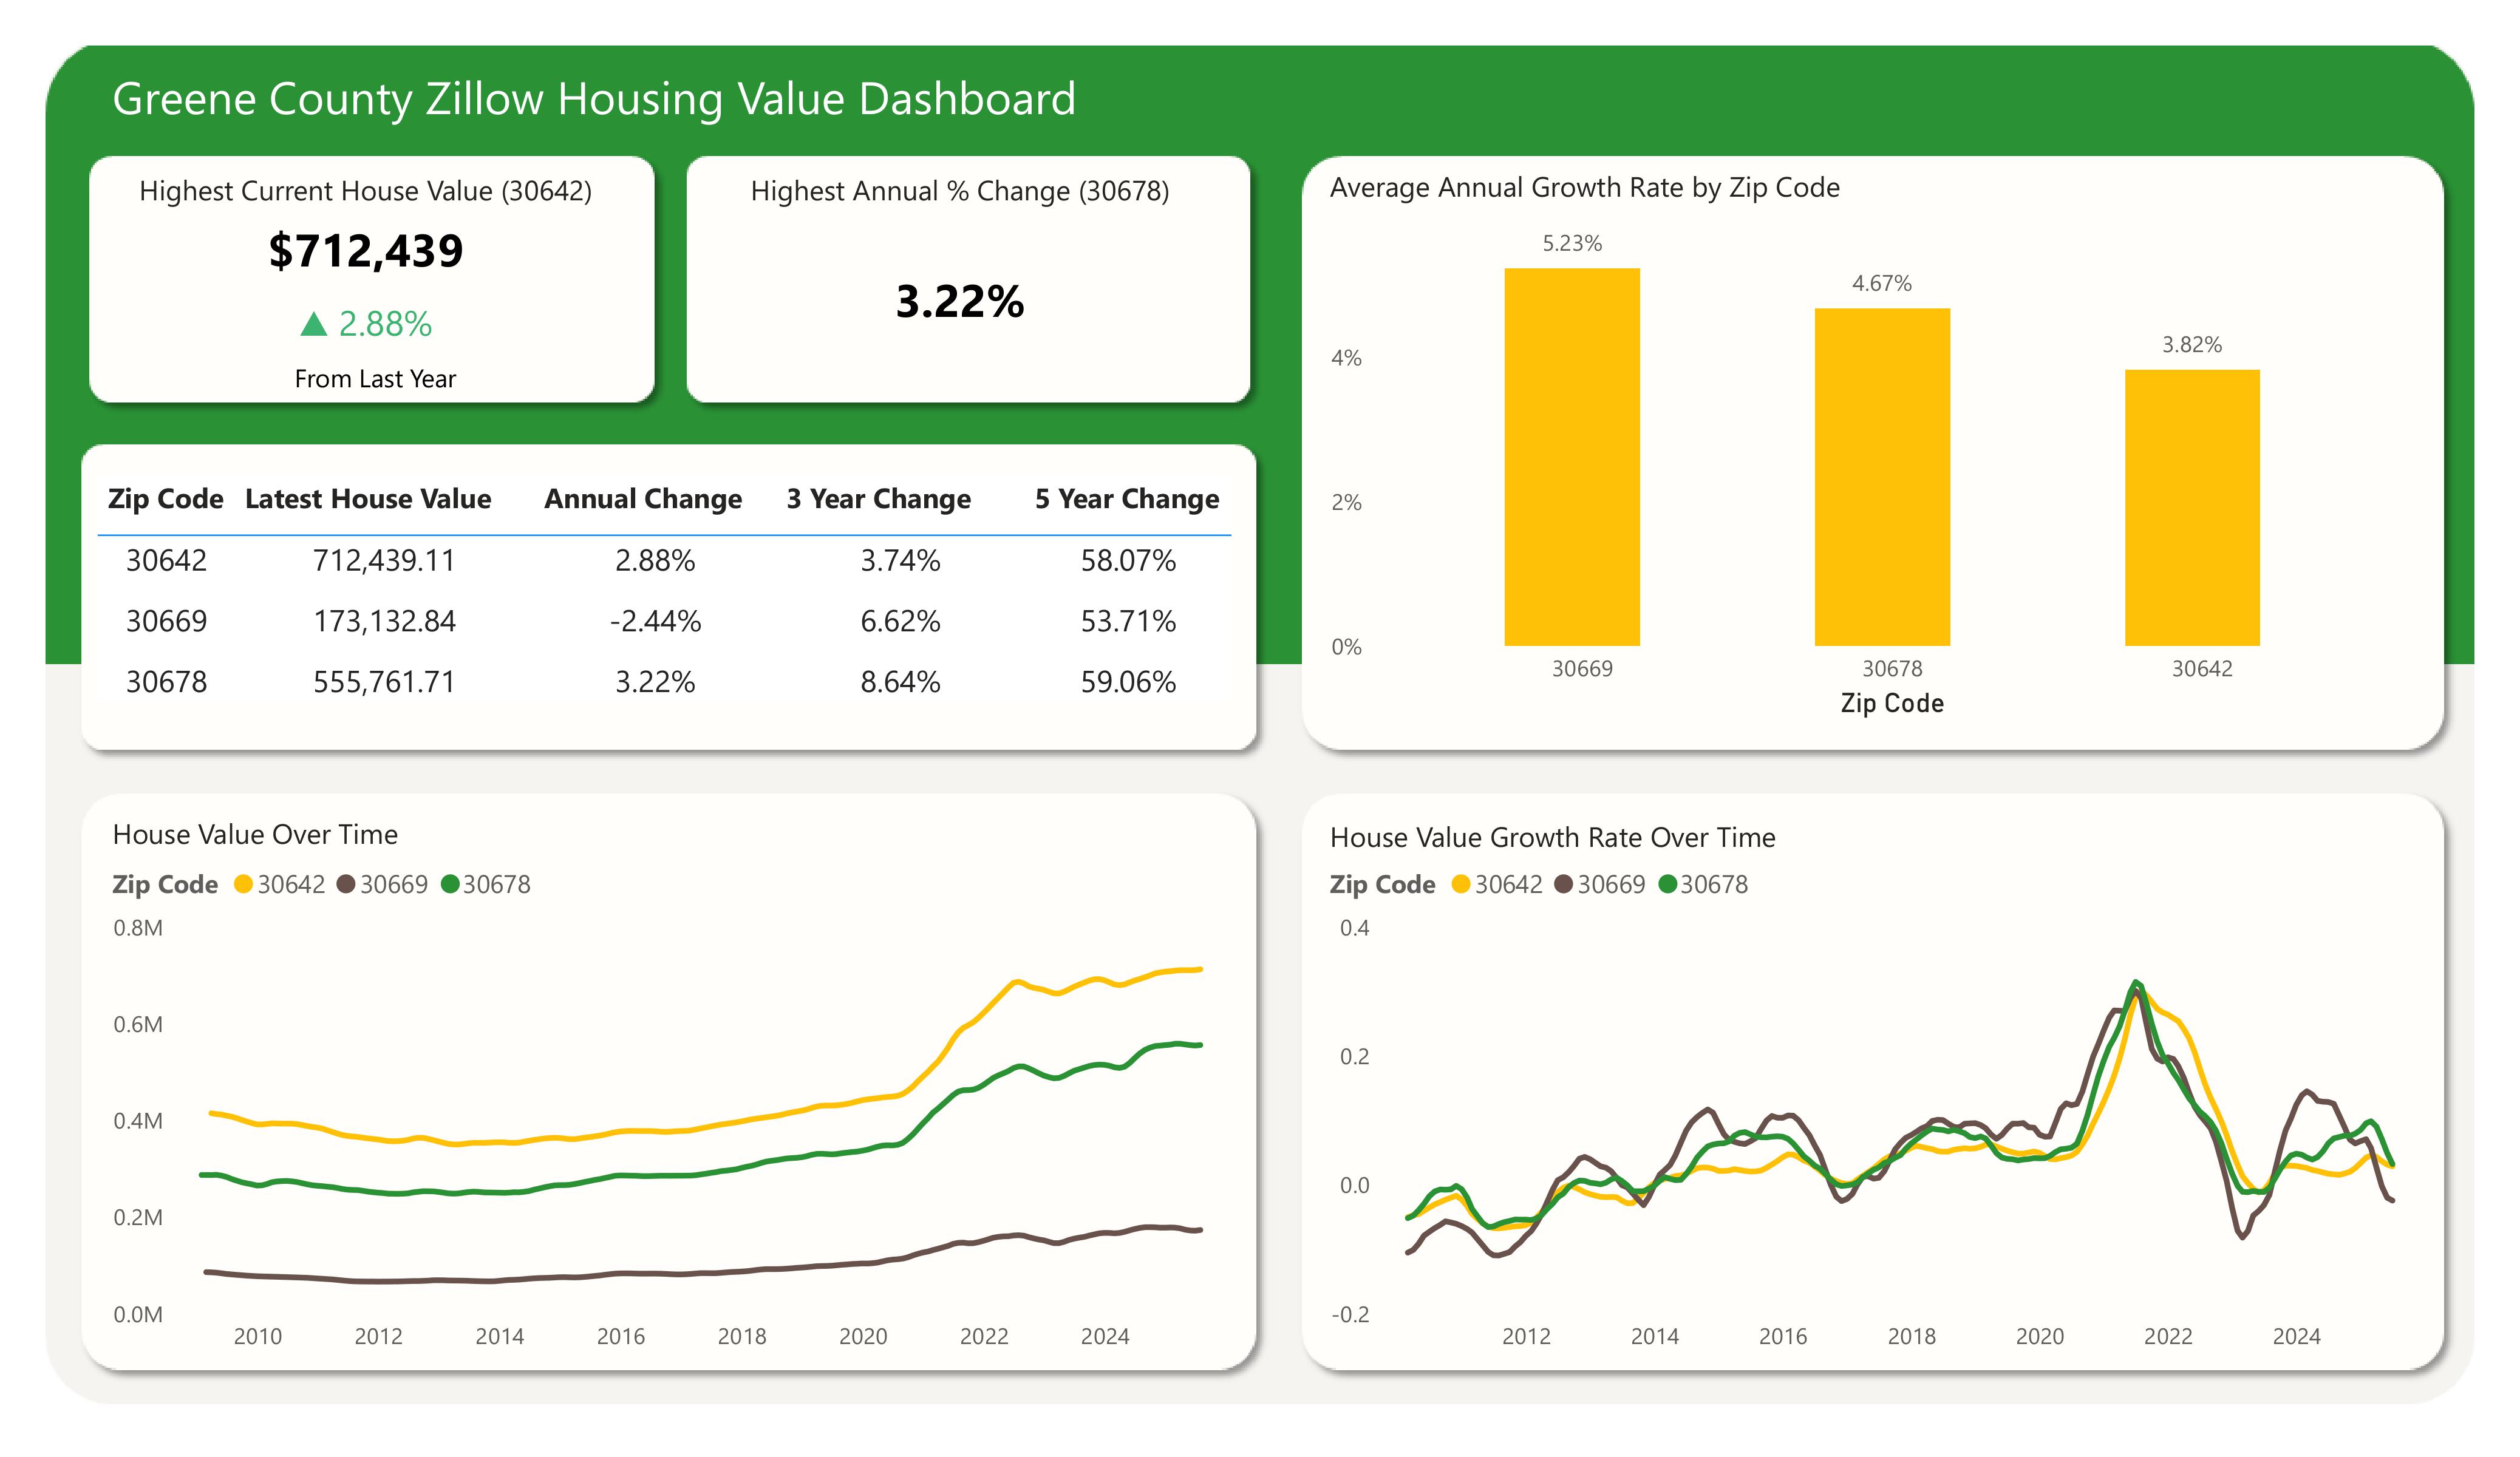 Greene County Zillow Housing Value Dashboard
Highest Current House Value (30642)
$712,439
▲ 2.88%
From Last Year
Highest Annual % Change (30678)
3.22%
Zip Code Latest House Value Annual Change 3 Year Change 5 Year Change
30642 712,439.11 2.88% 3.74% 58.07%
30669 173,132.84 -2.44% 6.62% 53.71%
30678 555,761.71 3.22% 8.64% 59.06%
Average Annual Growth Rate by Zip Code
5.23%
4.67%
3.82%
4%
2%
0%
30669 30678 30642
Zip Code
House Value Over Time
Zip Code 30642 30669 30678
0.8M
0.6M
0.4M
0.2M
0.0M
2010 2012 2014 2016 2018 2020 2022 2024
House Value Growth Rate Over Time
Zip Code 30642 30669 30678
0.4
0.2
0.0
-0.2
2012 2014 2016 2018 2020 2022 2024